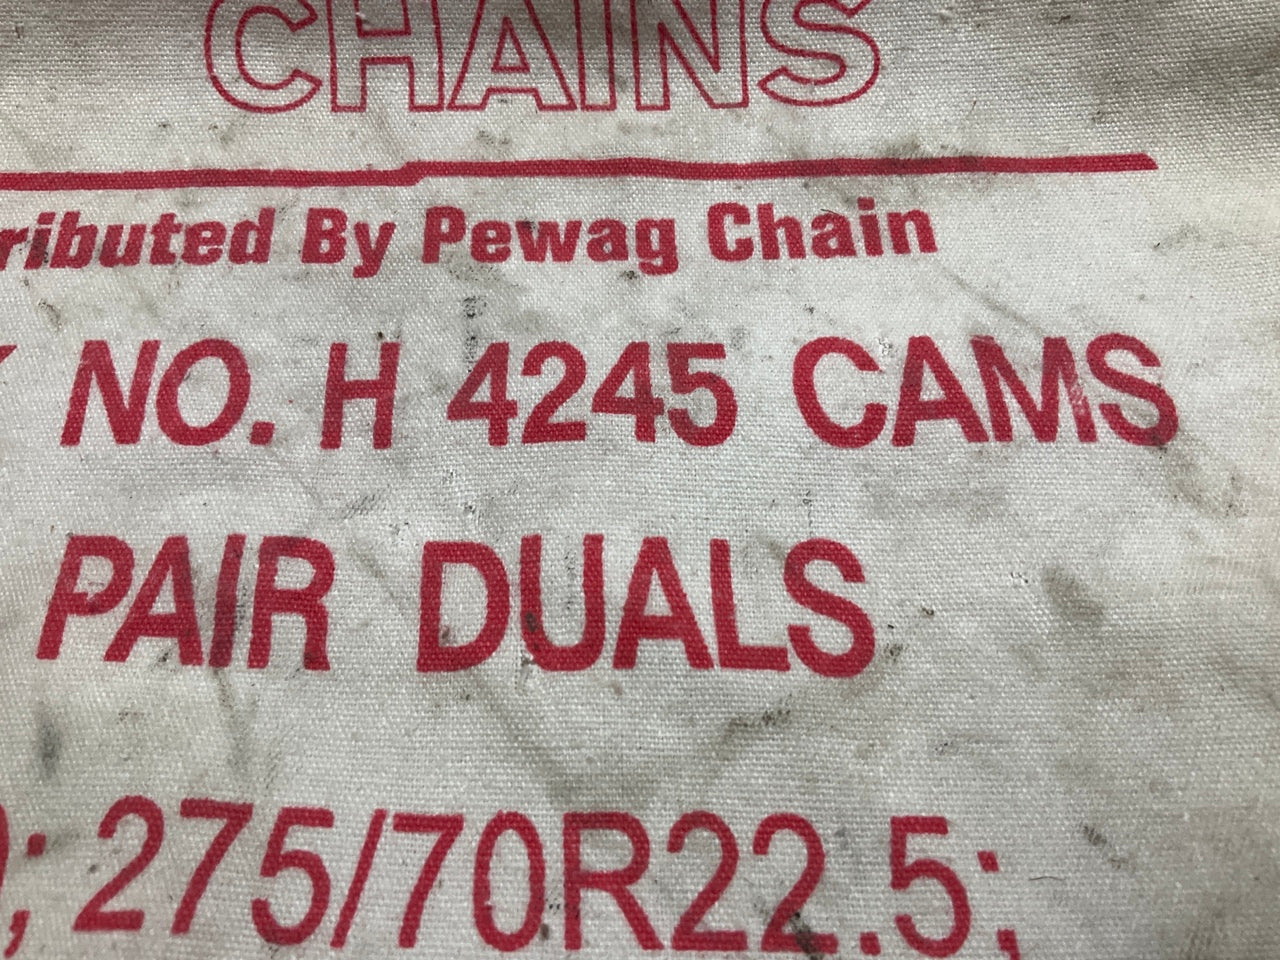 CHAINS
ributed By Pewag Chain
NO. H 4245 CAMS
PAIR DUALS
; 275/70R22.5;